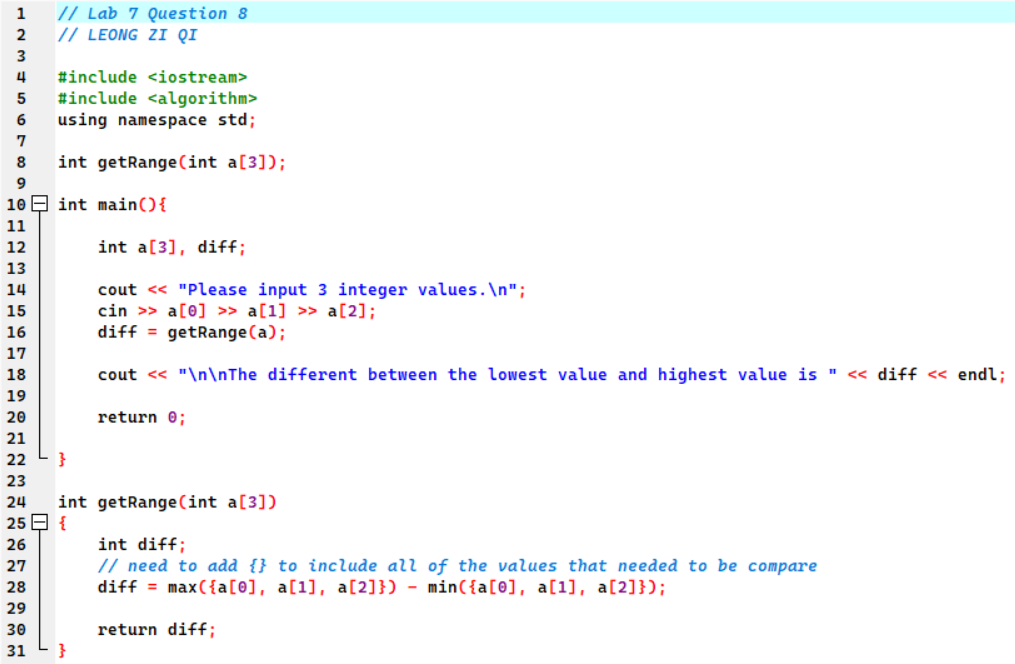 1 // Lab 7 Question 8
2 // LEONG ZI QI
3
4 #include <iostream>
5 #include <algorithm>
6 using namespace std;
7
8 int getRange(int a[3]);
9
10 int main(){
11
12     int a[3], diff;
13
14     cout << "Please input 3 integer values.\n";
15     cin >> a[0] >> a[1] >> a[2];
16     diff = getRange(a);
17
18     cout << "\n\nThe different between the lowest value and highest value is " << diff << endl;
19
20     return 0;
21
22 }
23
24 int getRange(int a[3])
25 {
26     int diff;
27     // need to add {} to include all of the values that needed to be compare
28     diff = max({a[0], a[1], a[2]}) - min({a[0], a[1], a[2]});
29
30     return diff;
31 }